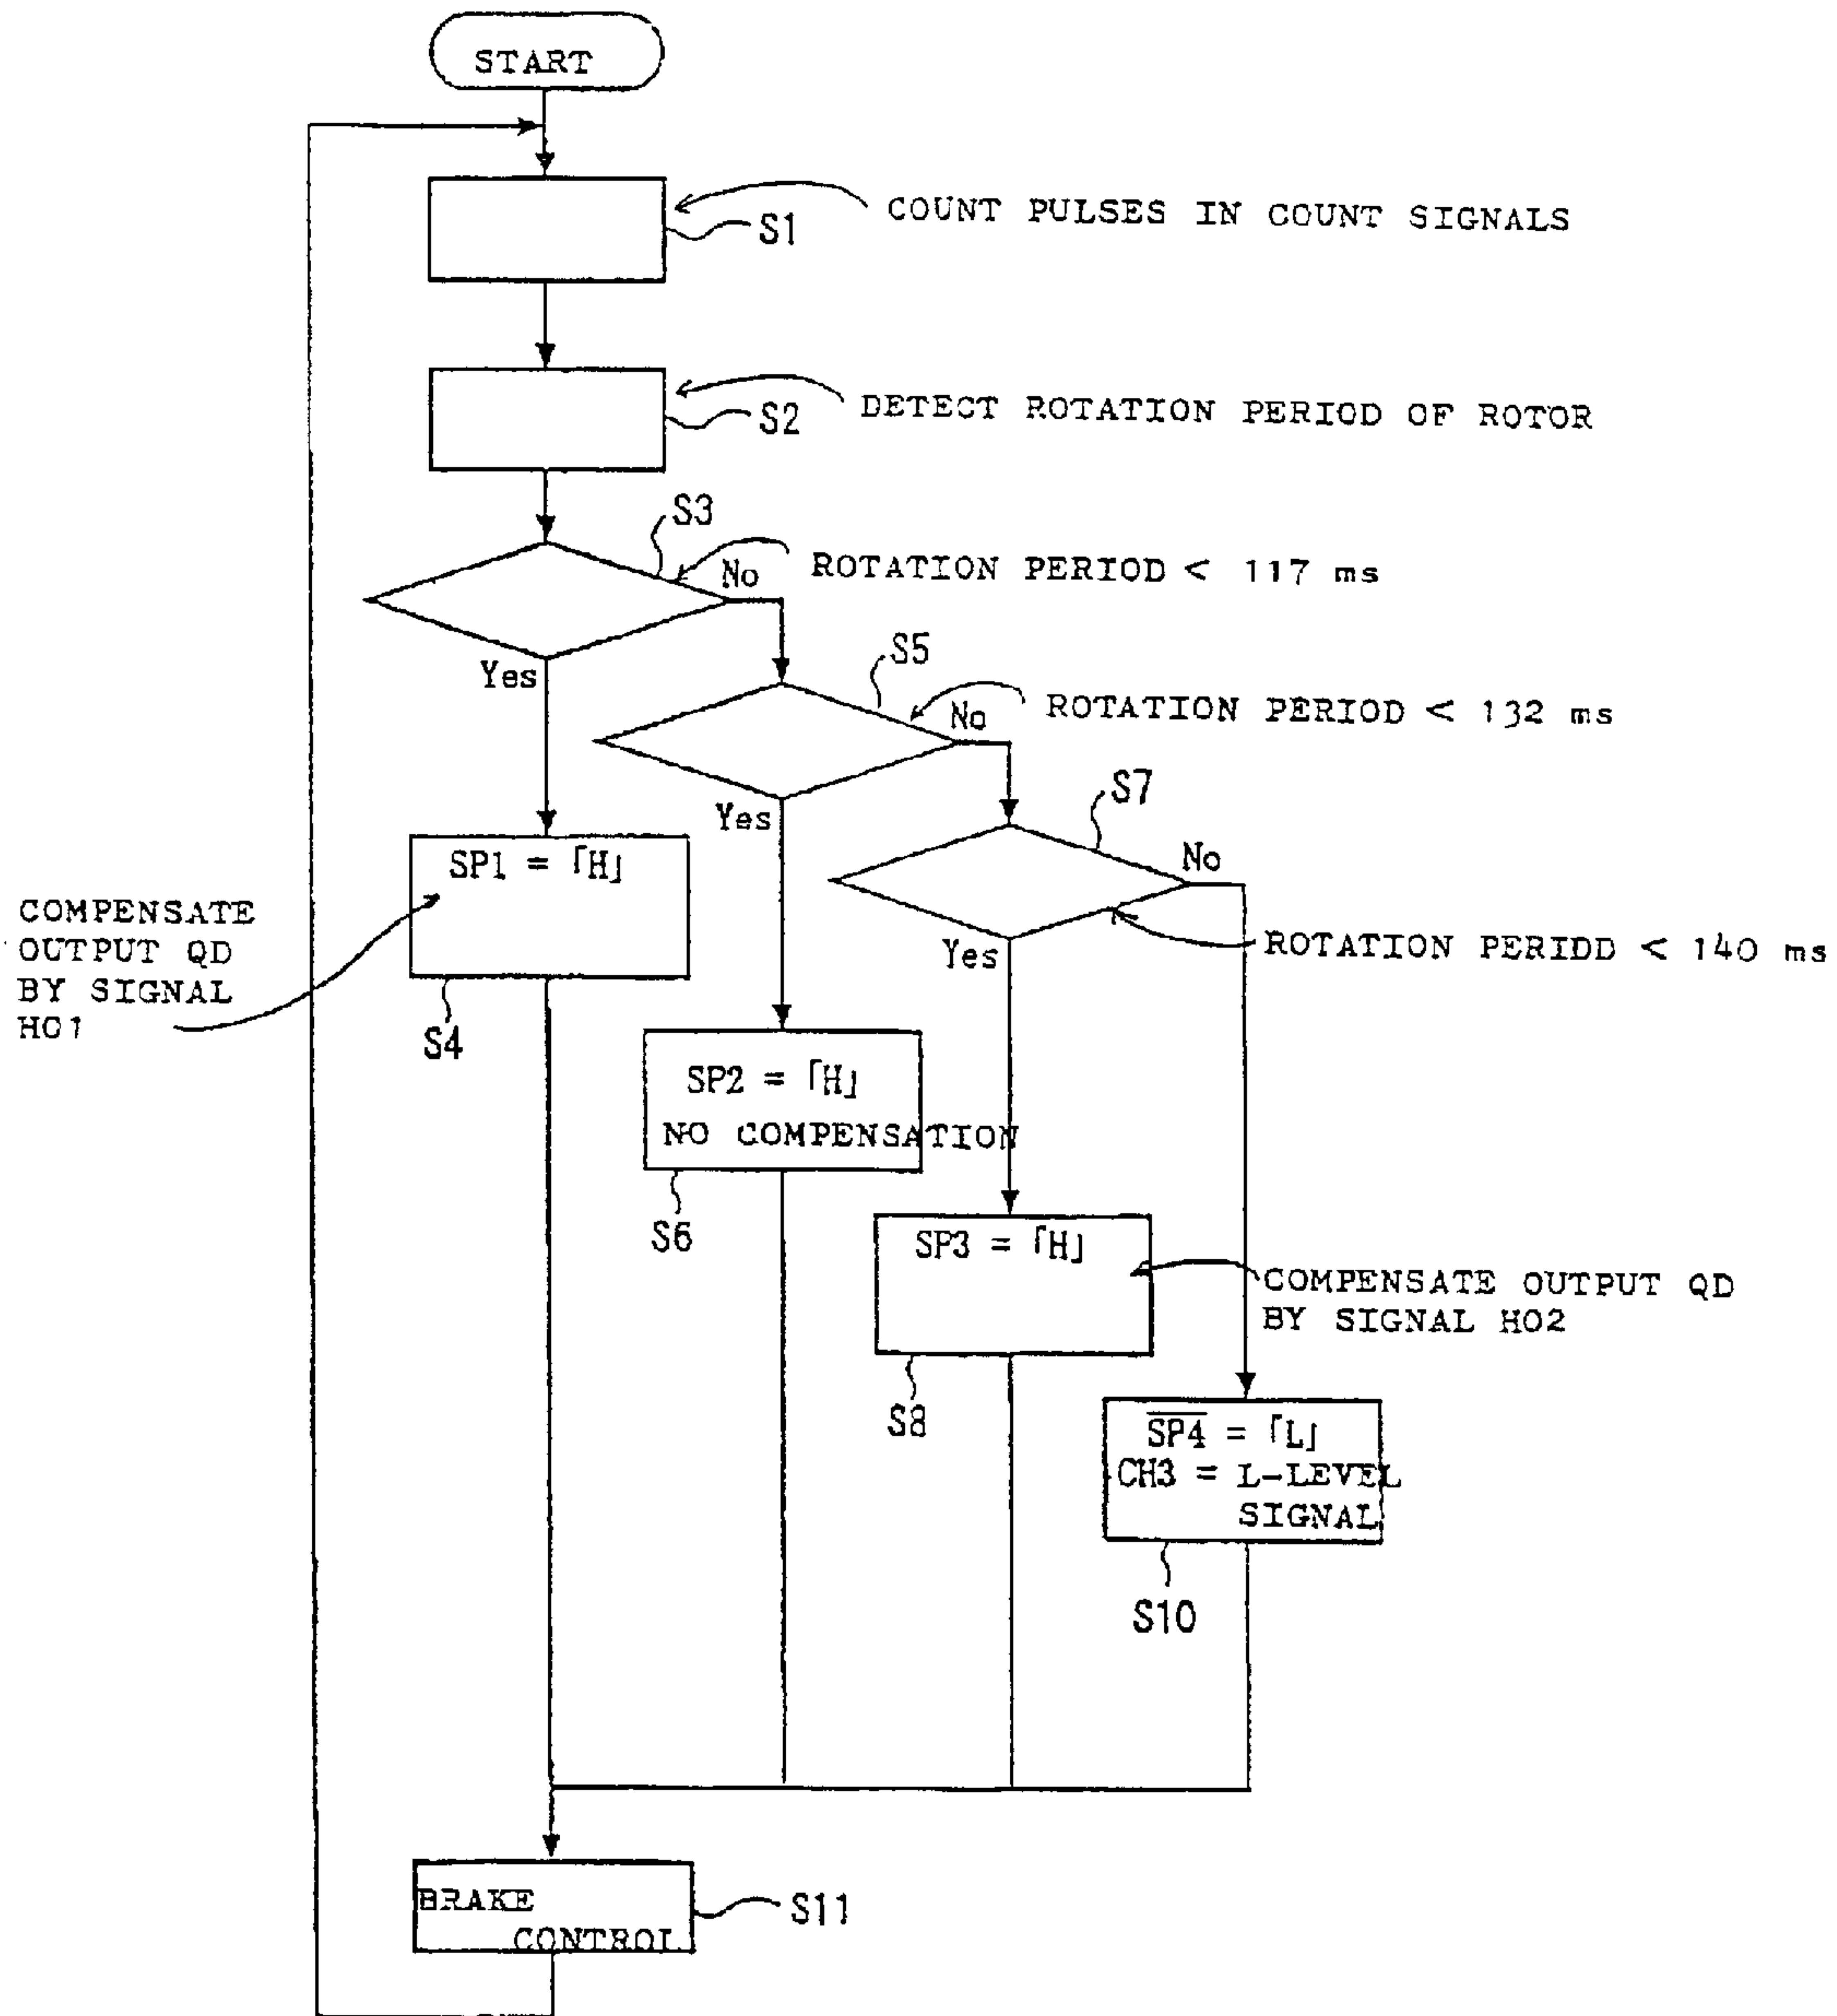 START
S1
COUNT PULSES IN COUNT SIGNALS
S2
DETECT ROTATION PERIOD OF ROTOR
S3
No
ROTATION PERIOD < 117 ms
Yes
S5
No
ROTATION PERIOD < 132 ms
Yes
S7
No
ROTATION PERIDD < 140 ms
Yes
SP1 = 「H」
COMPENSATE
OUTPUT QD
BY SIGNAL
HO1
S4
SP2 = 「H」
NO COMPENSATION
S6
SP3 = 「H」
COMPENSATE OUTPUT QD
BY SIGNAL HO2
S8
S̅P̅4̅ = 「L」
CH3 = L-LEVEL
SIGNAL
S10
BRAKE
CONTROL
S11